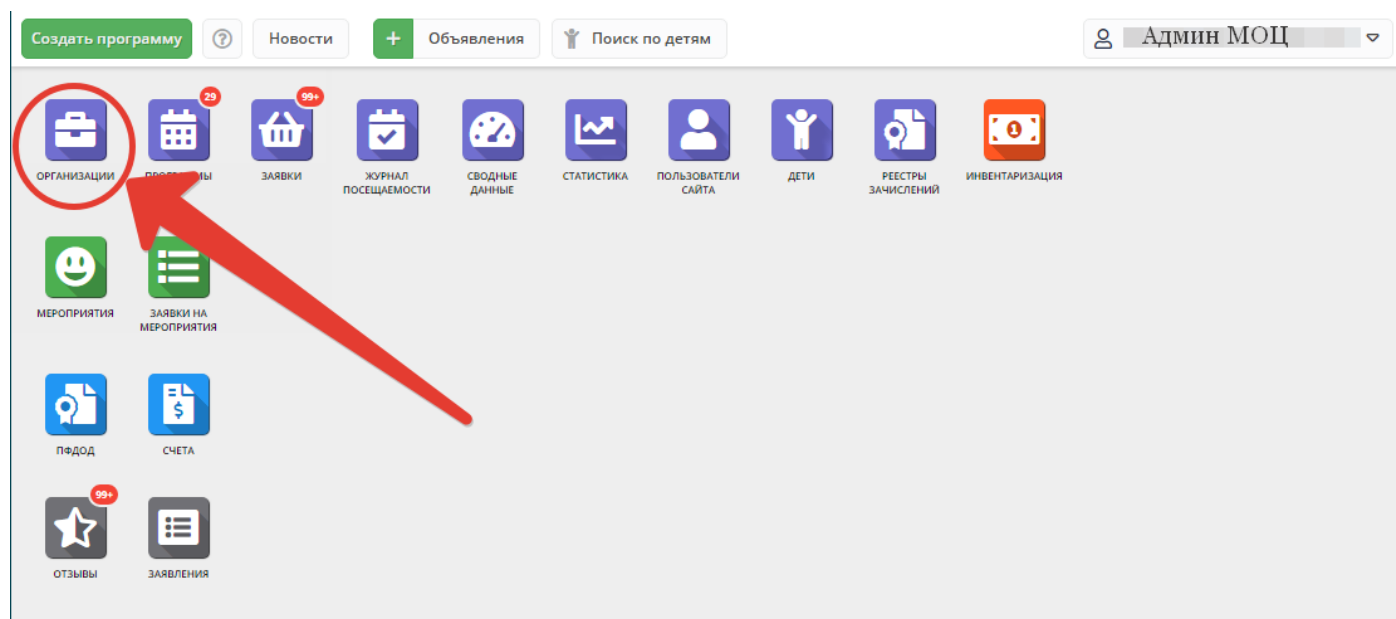 Создать программу
?
Новости
+ Объявления
Поиск по детям
Админ МОЦ
29
99+
ОРГАНИЗАЦИИ
ЗАЯВКИ
ЖУРНАЛ
ПОСЕЩАЕМОСТИ
СВОДНЫЕ
ДАННЫЕ
СТАТИСТИКА
ПОЛЬЗОВАТЕЛИ
САЙТА
ДЕТИ
РЕЕСТРЫ
ЗАЧИСЛЕНИЙ
1
ИНВЕНТАРИЗАЦИЯ
МЕРОПРИЯТИЯ
ЗАЯВКИ НА
МЕРОПРИЯТИЯ
ПФДОД
$
СЧЕТА
99+
ОТЗЫВЫ
ЗАЯВЛЕНИЯ